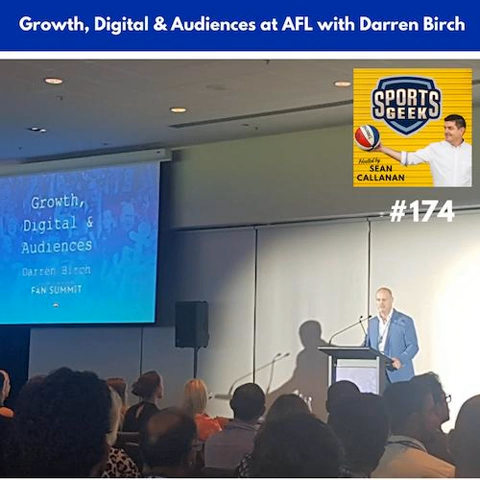 Growth, Digital & Audiences at AFL with Darren Birch
SPORTS
GEEK
Hosted by
SEAN
CALLANAN
#174
Growth,
Digital &
Audiences
Darren Birch
FAN SUMMIT